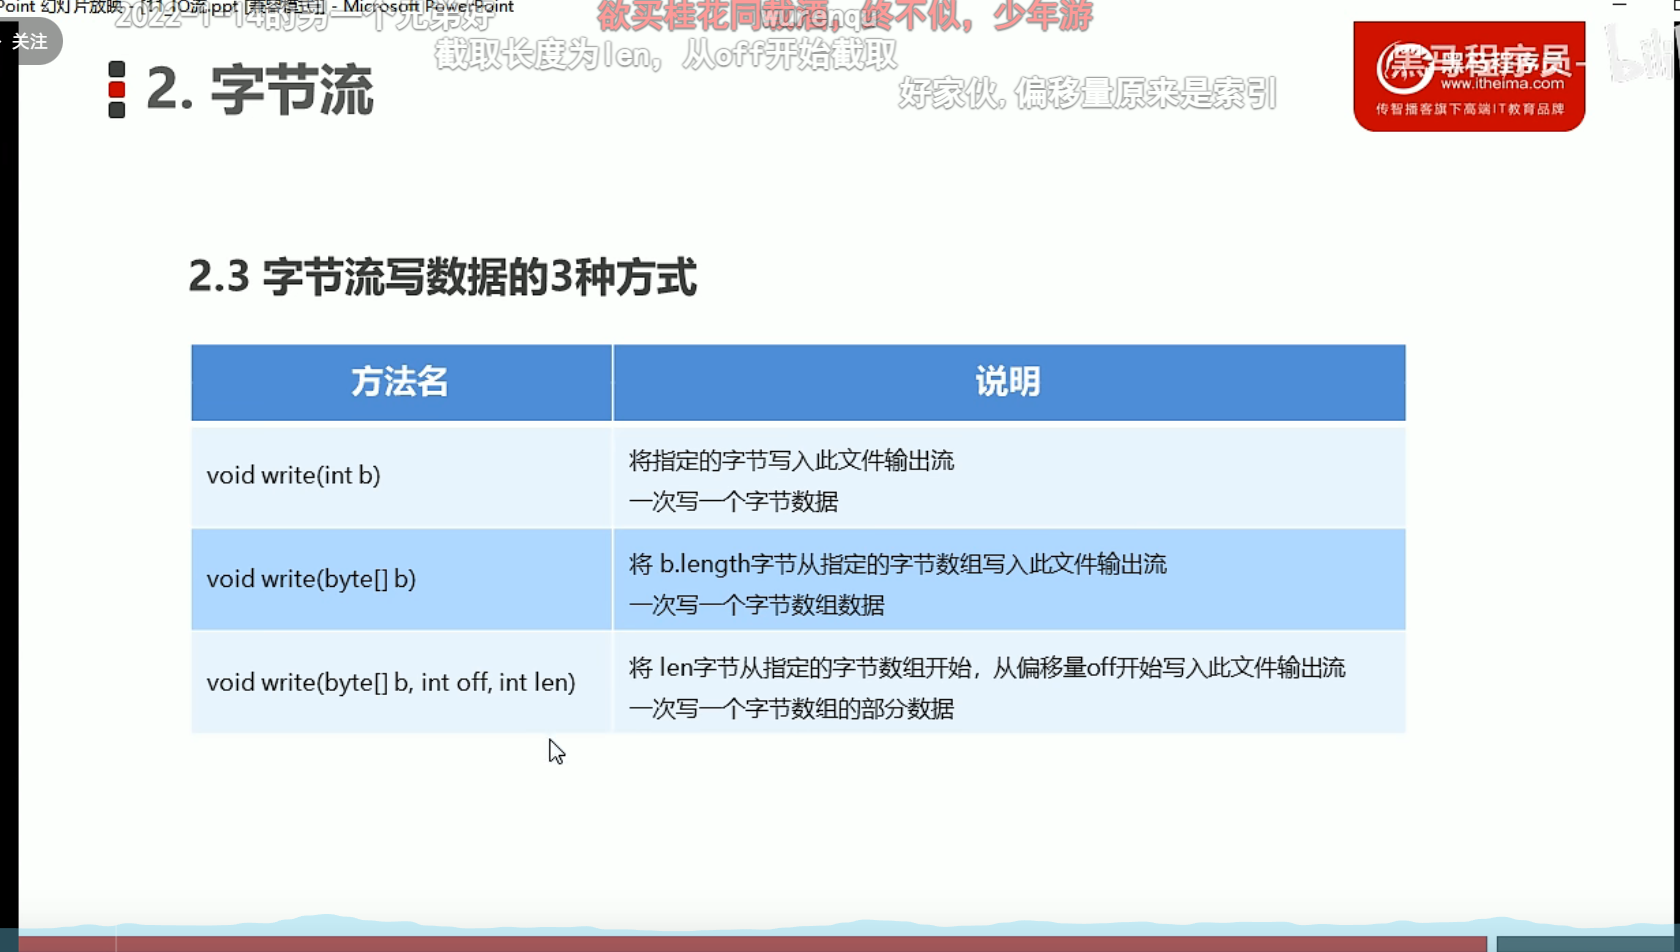 Point 幻灯片放映 - [11_IO流.ppt [兼容模式]] - Microsoft PowerPoint
2022-1-14的另一个兄弟好
欲买桂花同载酒，终不似，少年游
wurenqu
关注
截取长度为len，从off开始截取
好家伙, 偏移量原来是索引
黑马程序员-
黑马程序员
www.itheima.com
传智播客旗下高端IT教育品牌
2. 字节流
2.3 字节流写数据的3种方式
方法名 说明
void write(int b)
将指定的字节写入此文件输出流
一次写一个字节数据
void write(byte[] b)
将 b.length字节从指定的字节数组写入此文件输出流
一次写一个字节数组数据
void write(byte[] b, int off, int len)
将 len字节从指定的字节数组开始，从偏移量off开始写入此文件输出流
一次写一个字节数组的部分数据